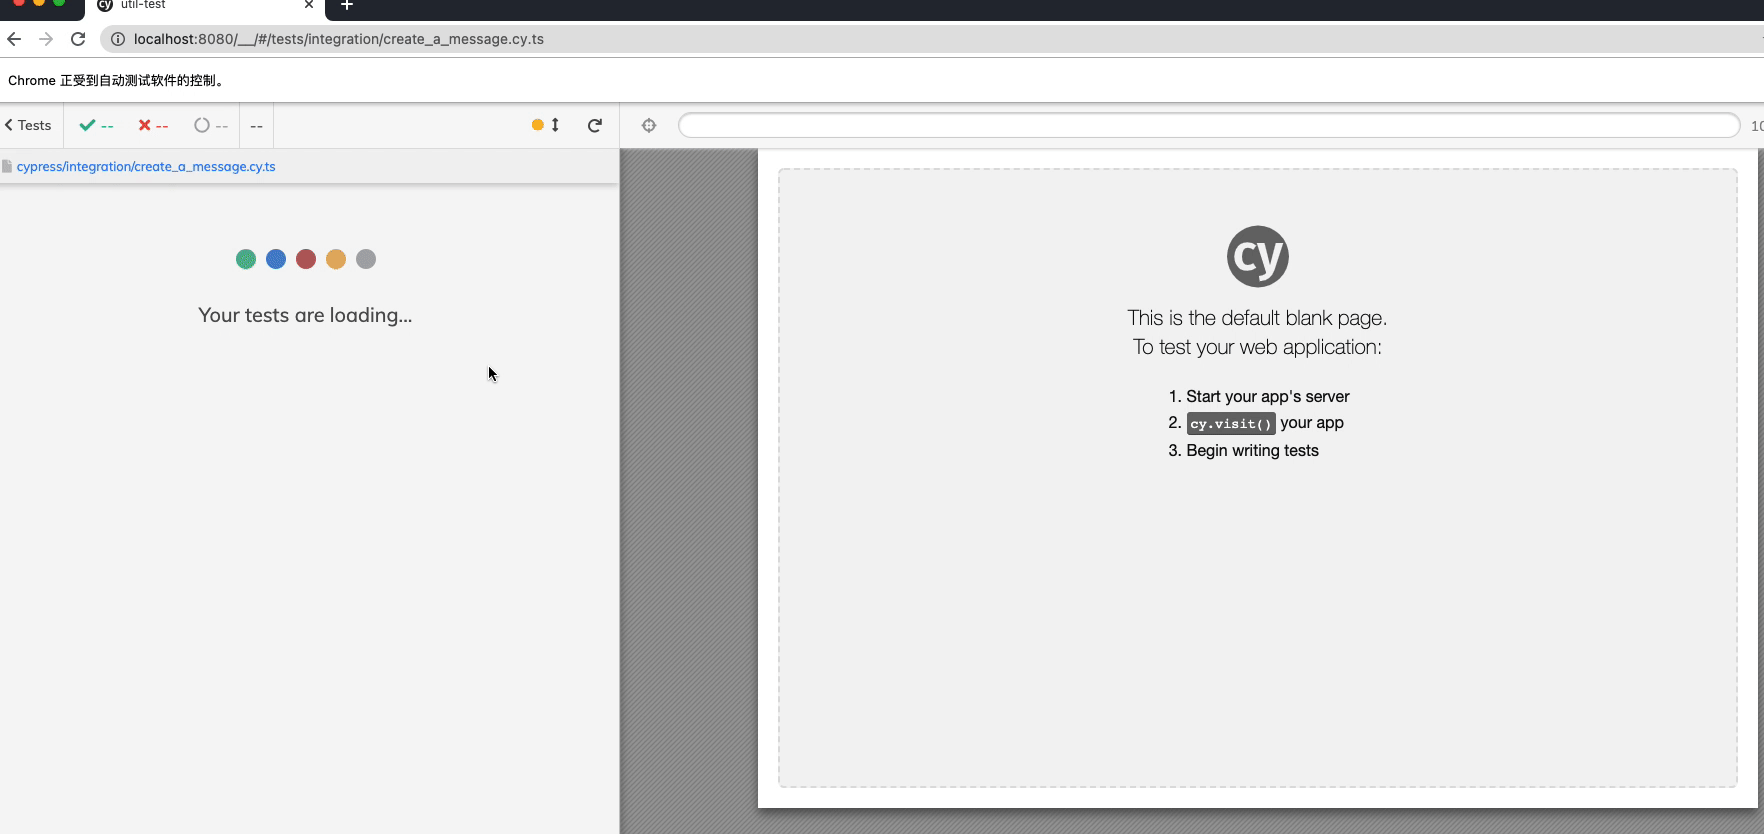 util-test
localhost:8080/__/#/tests/integration/create_a_message.cy.ts
Chrome 正受到自动测试软件的控制。
Tests -- -- -- --
10
cypress/integration/create_a_message.cy.ts
Your tests are loading...
cy
This is the default blank page.
To test your web application:
1. Start your app's server
2. cy.visit() your app
3. Begin writing tests